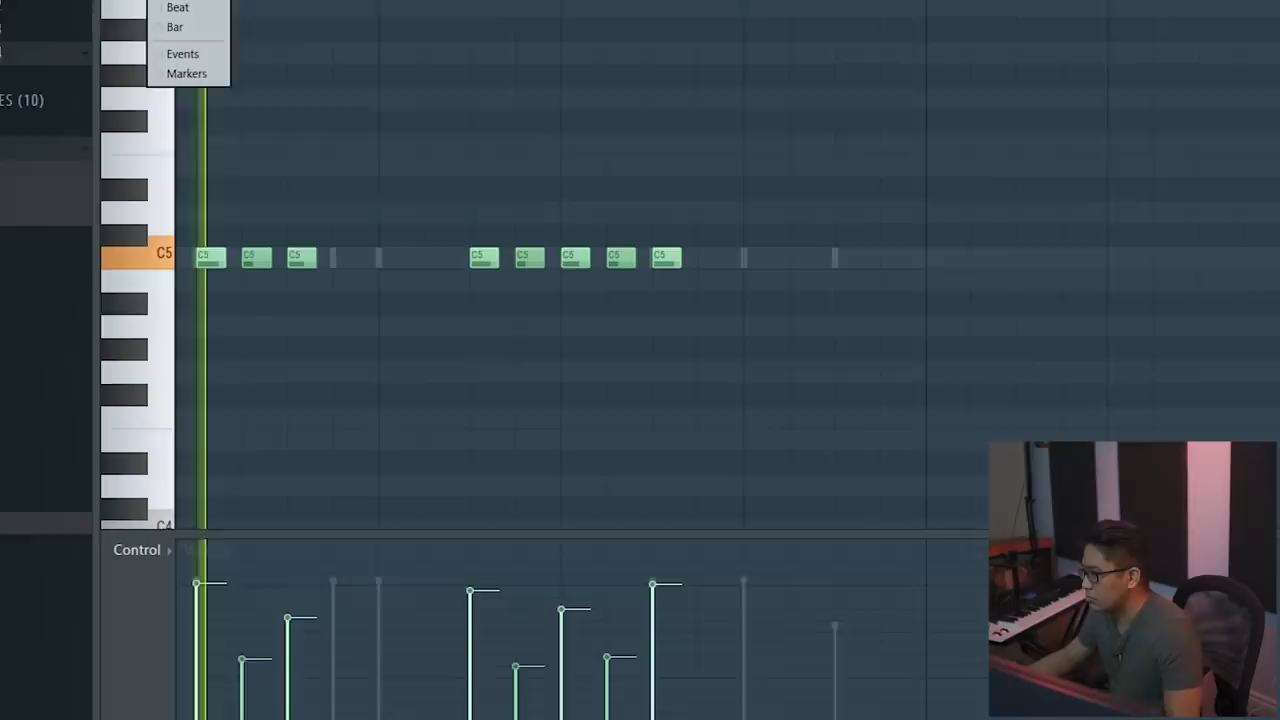 Beat
Bar
Events
Markers
ES (10)
C5
C5 C5 C5 C5 C5 C5 C5 C5
C4
Control